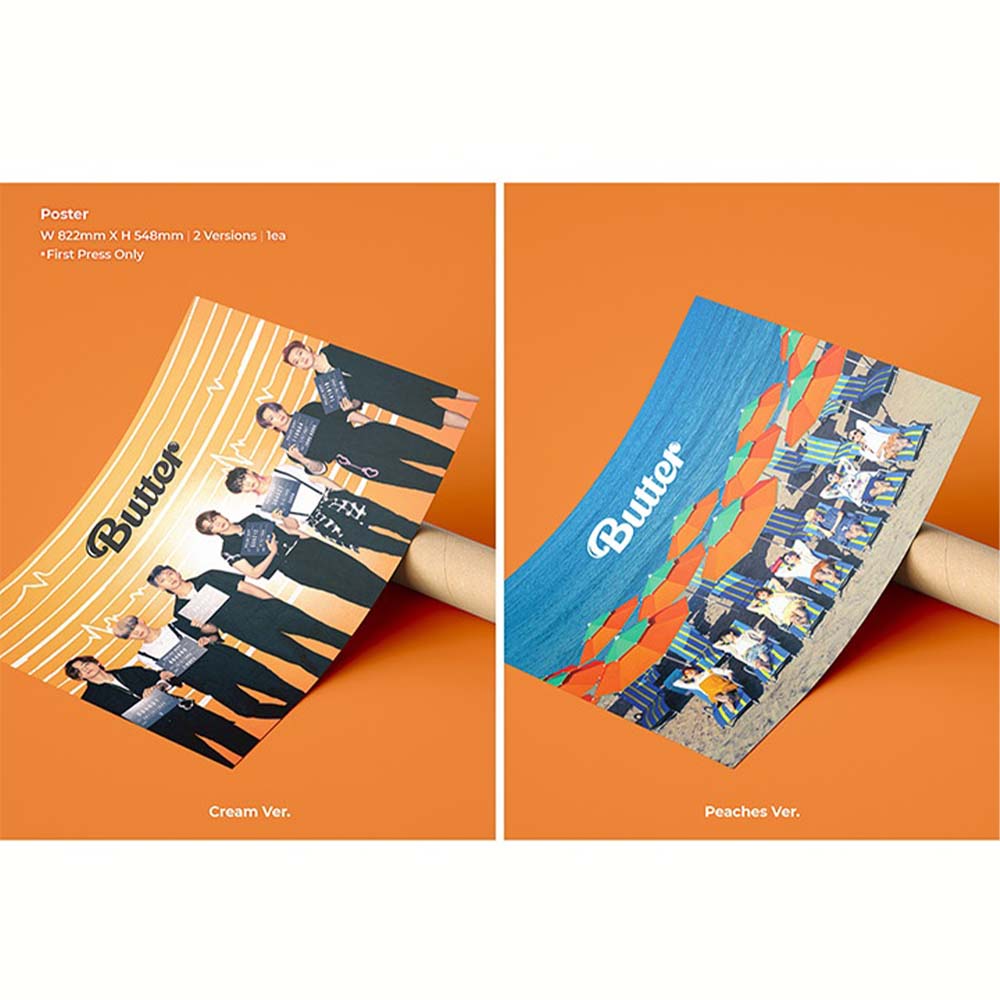 Poster
W 822mm X H 548mm | 2 Versions | 1ea
*First Press Only
Butter
Cream Ver.
Butter
Peaches Ver.